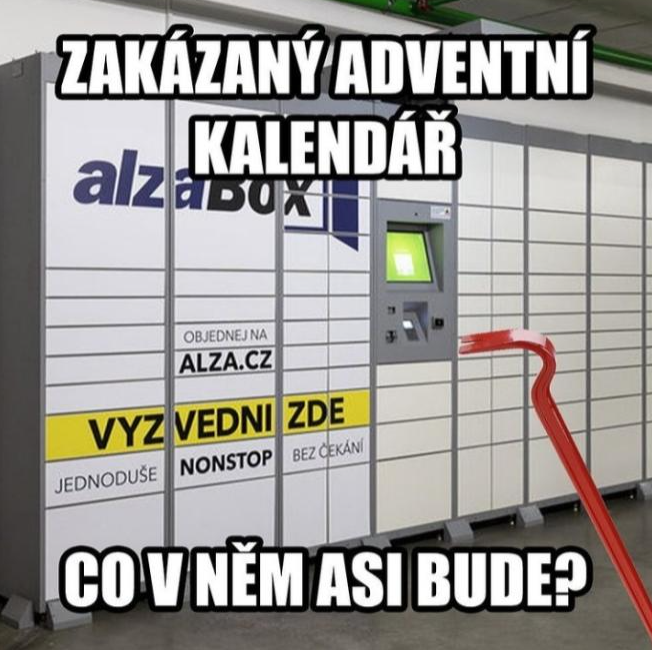 ZAKÁZANÝ ADVENTNÍ
KALENDÁŘ
alzaBox
OBJEDNEJ NA
ALZA.CZ
VYZVEDNI ZDE
JEDNODUŠE NONSTOP BEZ ČEKÁNÍ
CO V NĚM ASI BUDE?